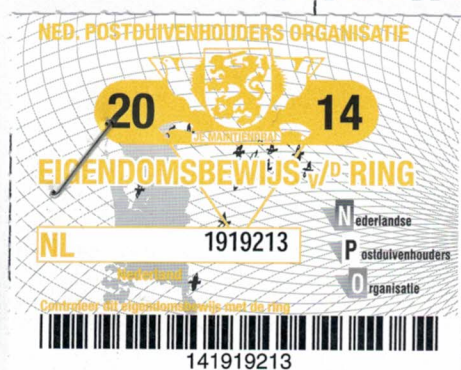 NED. POSTDUIVENHOUDERS ORGANISATIE
20 14
JE MAINTIENDRAI
EIGENDOMSBEWIJS v/D RING
NL 1919213
Nederland
Nederlandse
Postduivenhouders
Organisatie
Controleer dit eigendomsbewijs met de ring
141919213